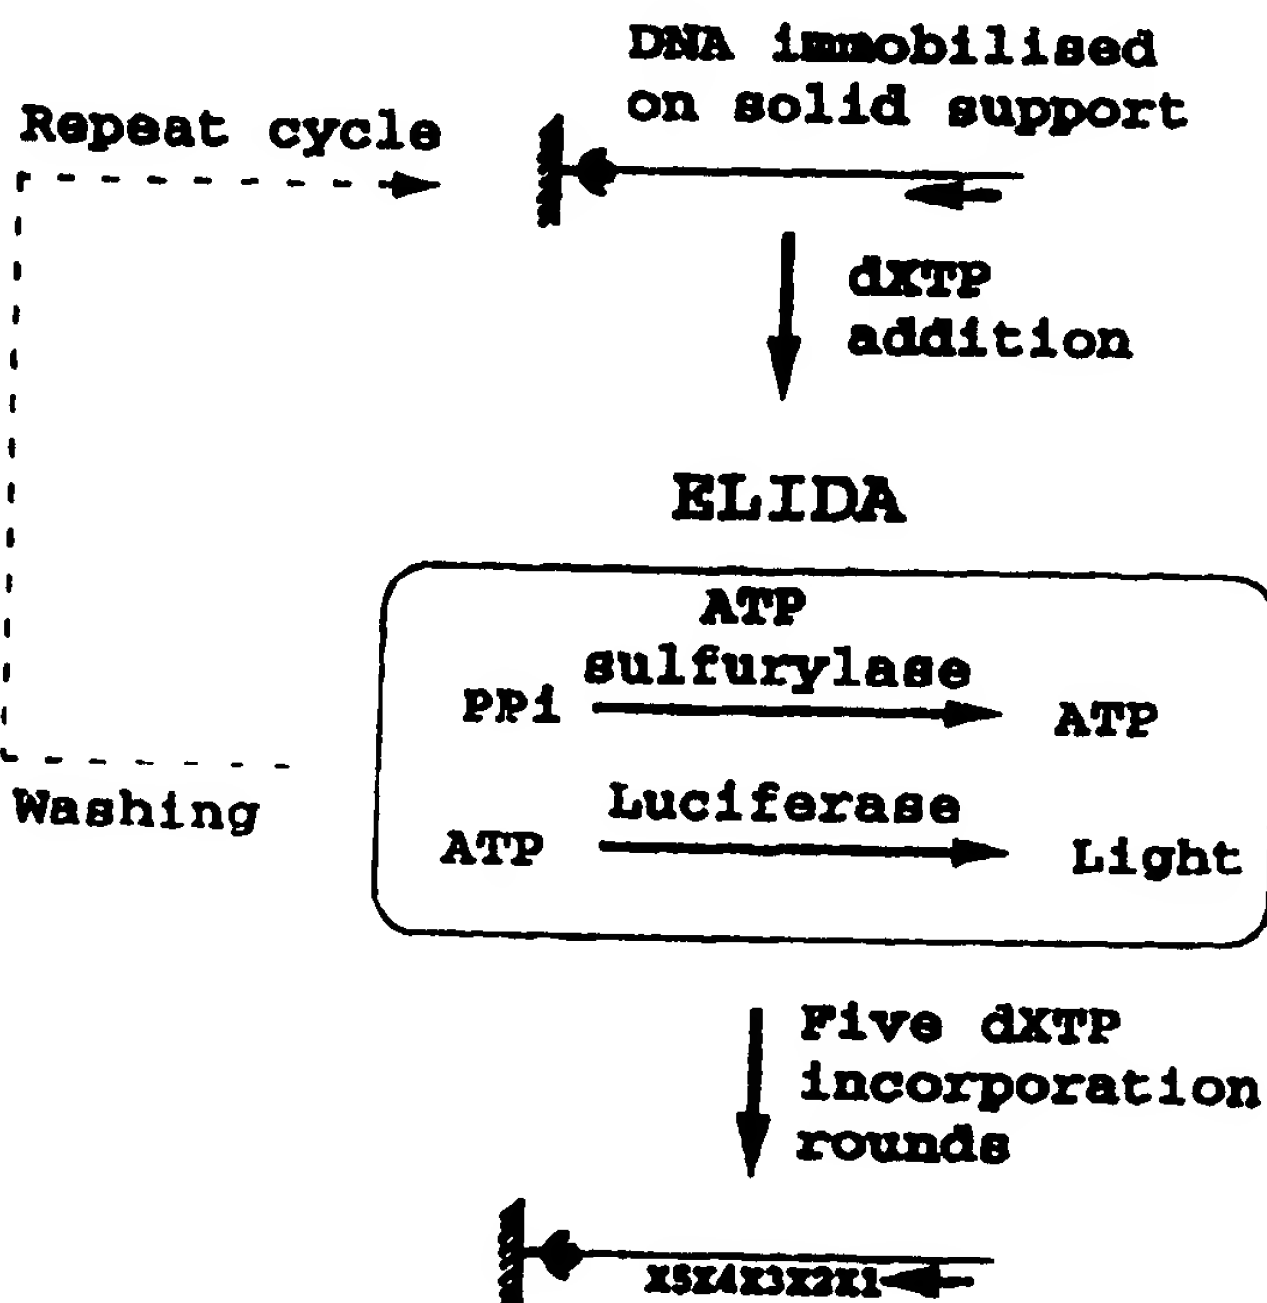 DNA immobilised
on solid support
Repeat cycle
dXTP
addition
ELIDA
ATP
sulfurylase
PPi
ATP
Luciferase
ATP
Light
Washing
Five dXTP
incorporation
rounds
X5X4X3X2X1